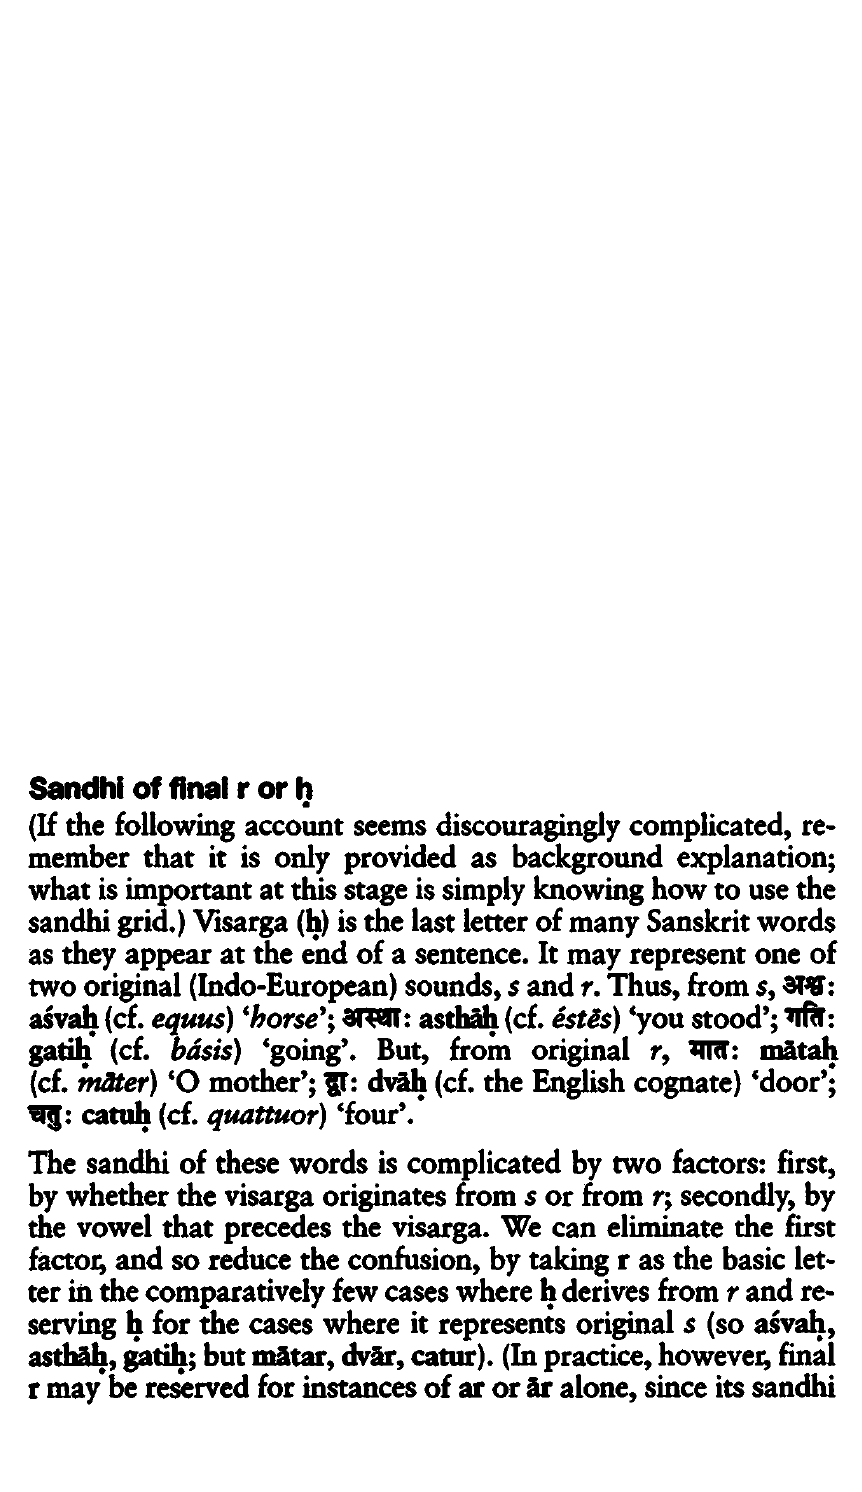 Sandhi of final r or ḥ
(If the following account seems discouragingly complicated, re-
member that it is only provided as background explanation;
what is important at this stage is simply knowing how to use the
sandhi grid.) Visarga (ḥ) is the last letter of many Sanskrit words
as they appear at the end of a sentence. It may represent one of
two original (Indo-European) sounds, s and r. Thus, from s, अश्वः
aśvaḥ (cf. equus) ‘horse’; अस्थाः asthāḥ (cf. éstēs) ‘you stood’; गतिः
gatiḥ (cf. básis) ‘going’. But, from original r, मातः mātaḥ
(cf. māter) ‘O mother’; द्वाः dvāḥ (cf. the English cognate) ‘door’;
चतुः catuḥ (cf. quattuor) ‘four’.
The sandhi of these words is complicated by two factors: first,
by whether the visarga originates from s or from r; secondly, by
the vowel that precedes the visarga. We can eliminate the first
factor, and so reduce the confusion, by taking r as the basic let-
ter in the comparatively few cases where ḥ derives from r and re-
serving ḥ for the cases where it represents original s (so aśvaḥ,
asthāḥ, gatiḥ; but mātar, dvār, catur). (In practice, however, final
r may be reserved for instances of ar or ār alone, since its sandhi